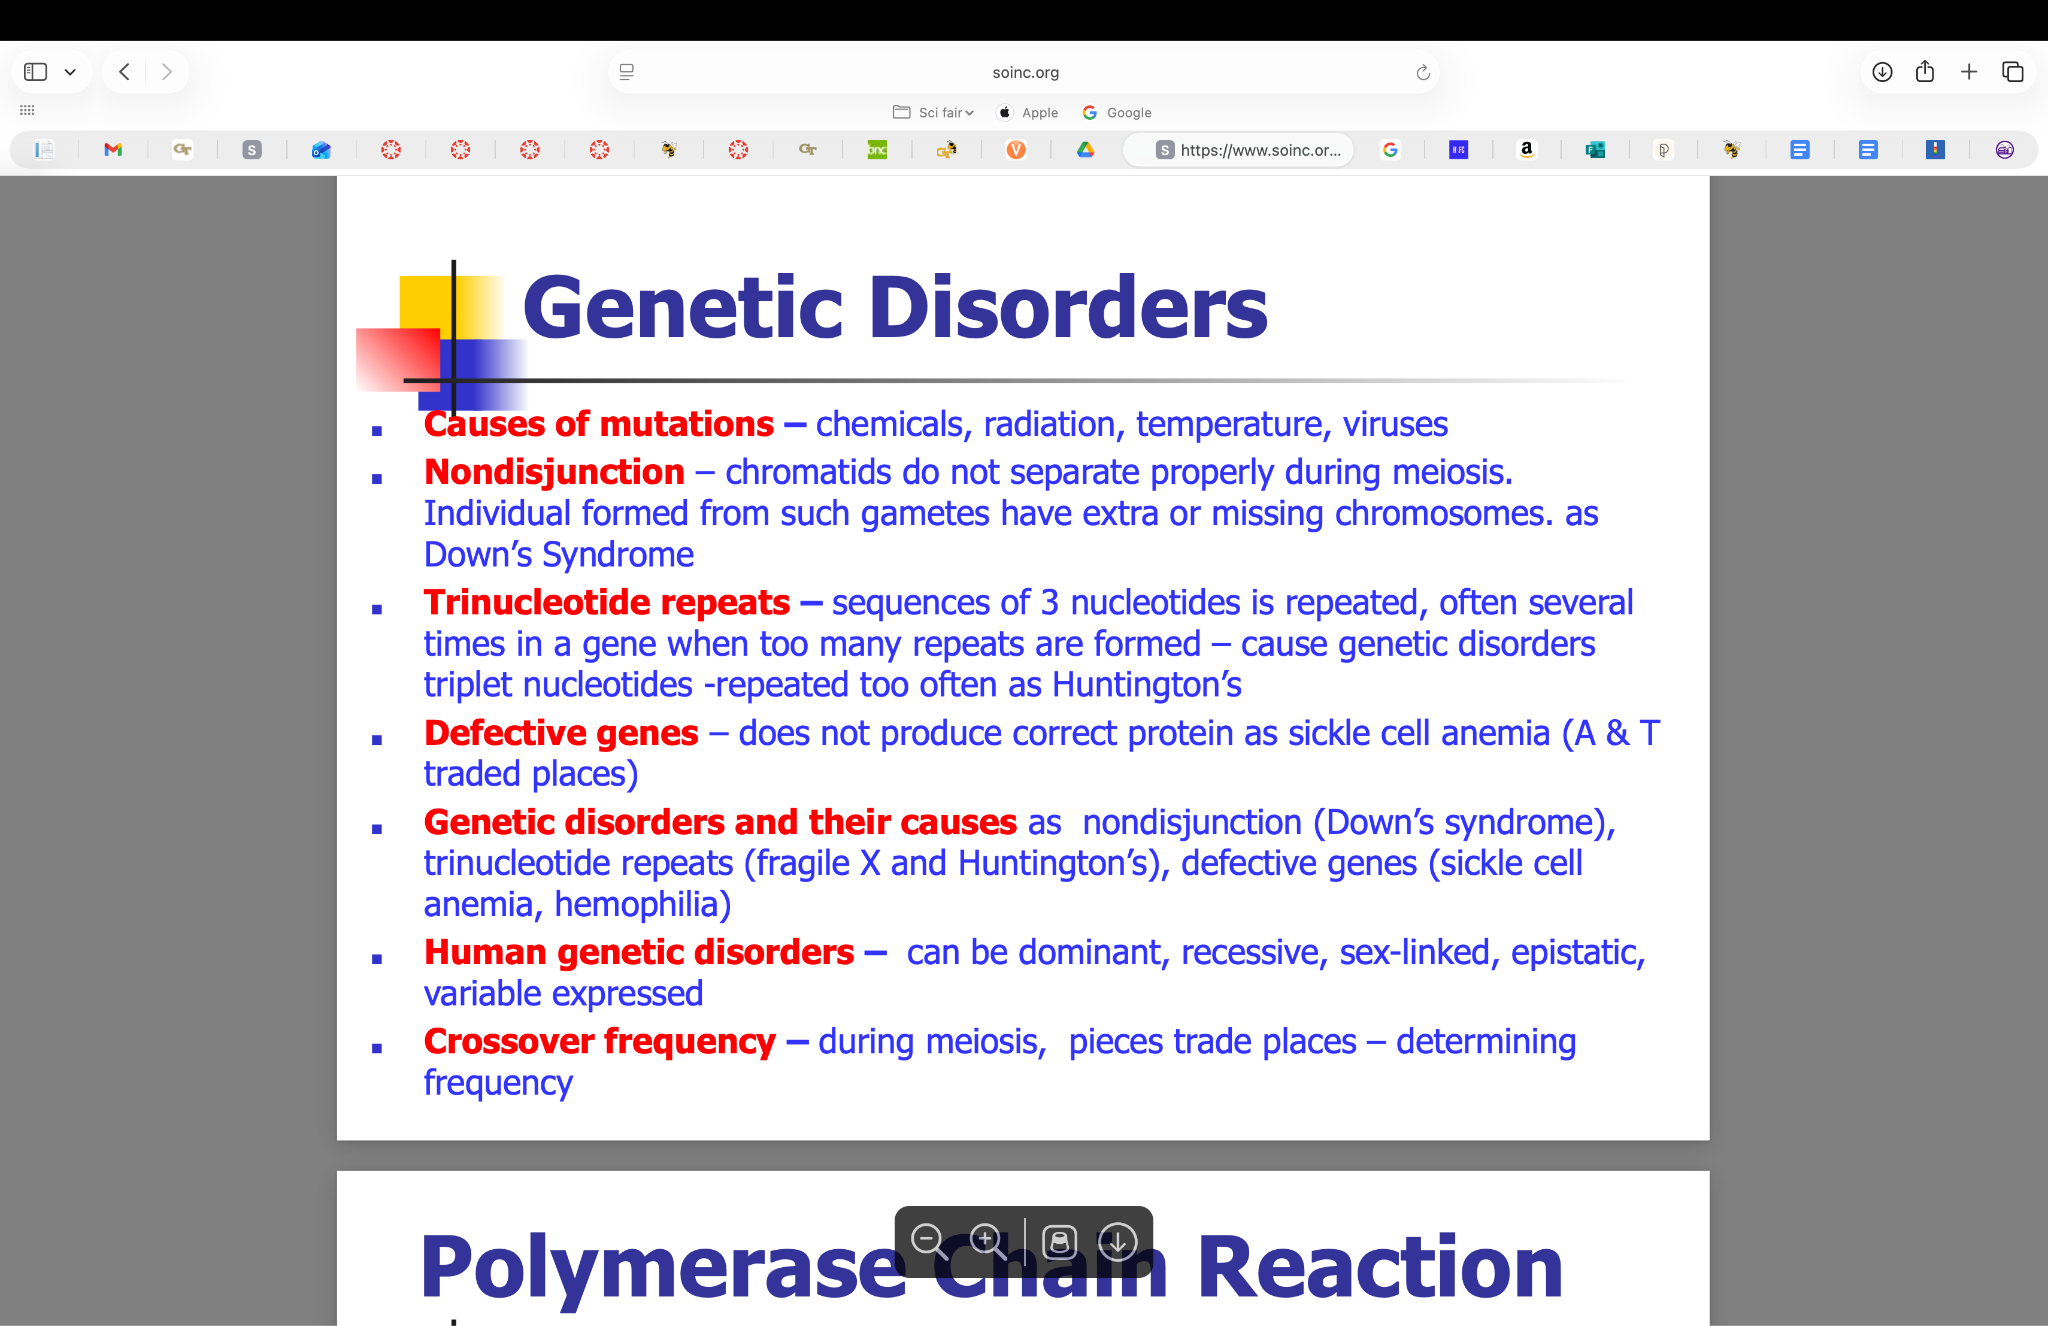 soinc.org
Sci fair
Apple
Google
https://www.soinc.or...
Genetic Disorders
Causes of mutations – chemicals, radiation, temperature, viruses
Nondisjunction – chromatids do not separate properly during meiosis.
Individual formed from such gametes have extra or missing chromosomes. as
Down's Syndrome
Trinucleotide repeats – sequences of 3 nucleotides is repeated, often several
times in a gene when too many repeats are formed – cause genetic disorders
triplet nucleotides -repeated too often as Huntington's
Defective genes – does not produce correct protein as sickle cell anemia (A & T
traded places)
Genetic disorders and their causes as  nondisjunction (Down's syndrome),
trinucleotide repeats (fragile X and Huntington's), defective genes (sickle cell
anemia, hemophilia)
Human genetic disorders –  can be dominant, recessive, sex-linked, epistatic,
variable expressed
Crossover frequency – during meiosis,  pieces trade places – determining
frequency
Polymerase Chain Reaction